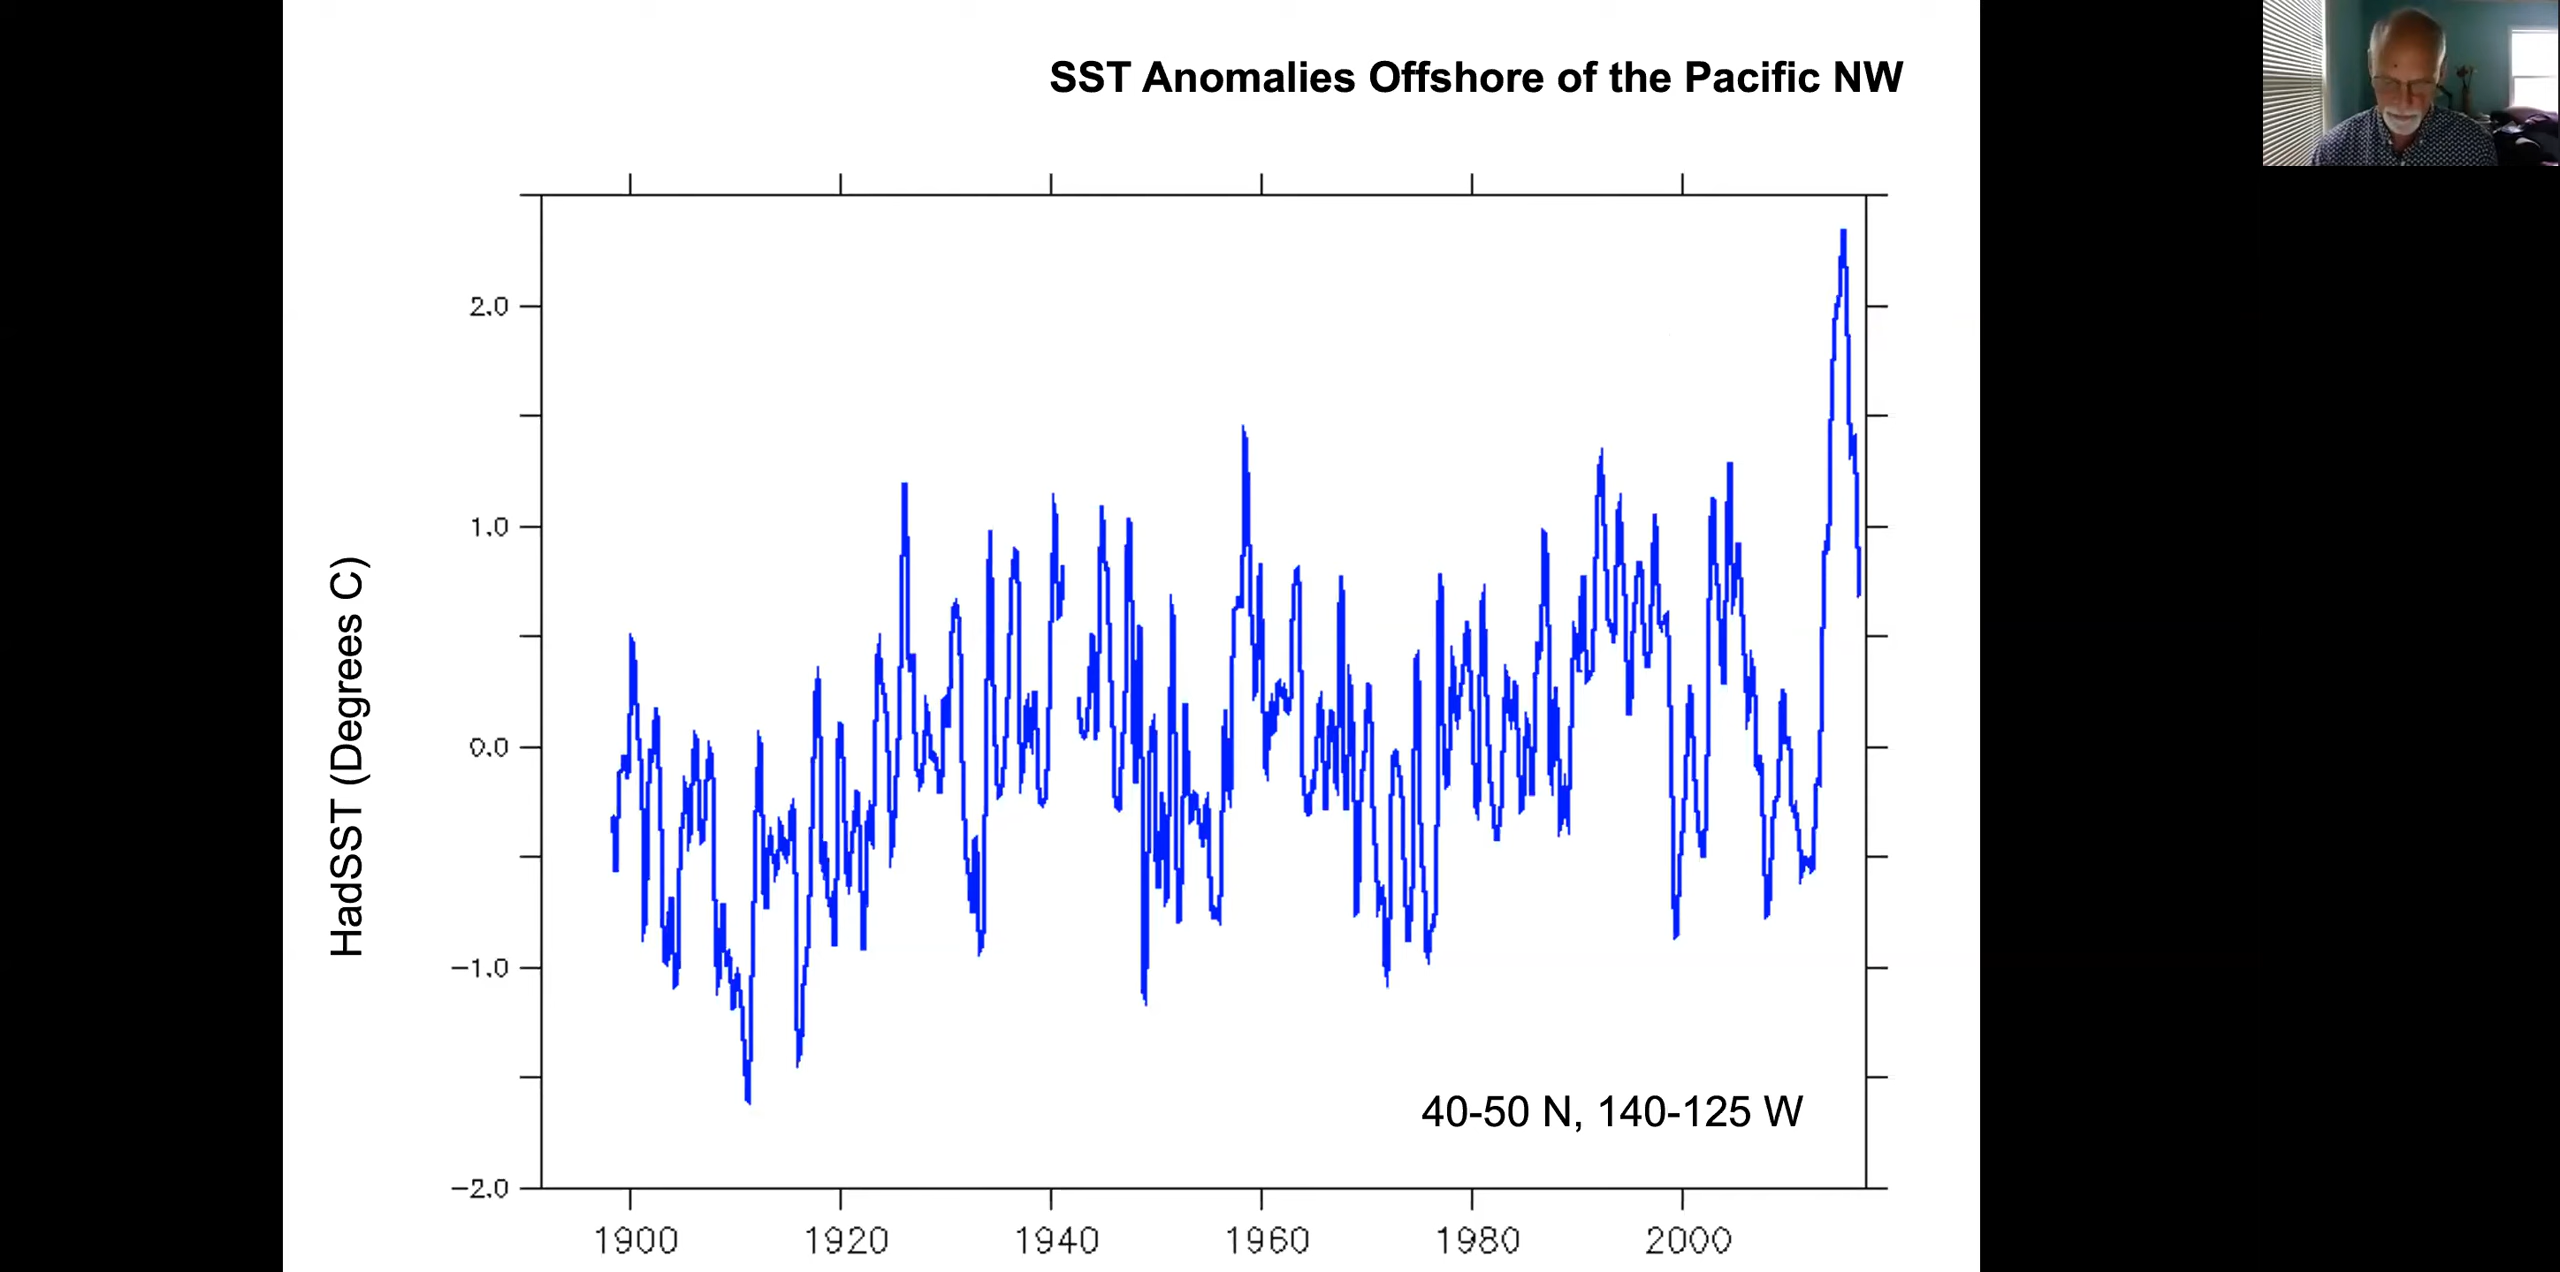 SST Anomalies Offshore of the Pacific NW
2.0
1.0
0.0
−1.0
−2.0
HadSST (Degrees C)
40-50 N, 140-125 W
1900 1920 1940 1960 1980 2000